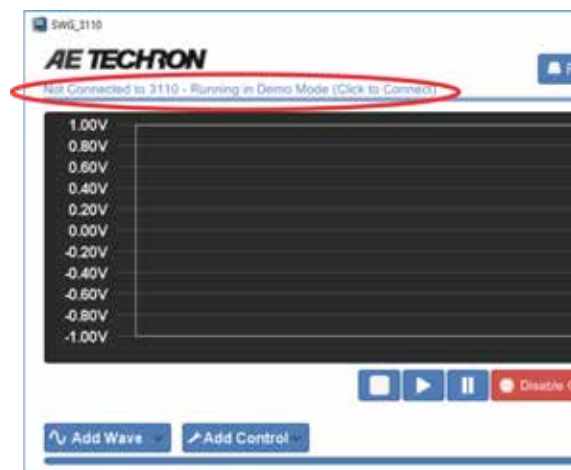 SWG_3110
AE TECHRON
Not Connected to 3110 - Running in Demo Mode (Click to Connect)
1.00V
0.80V
0.60V
0.40V
0.20V
0.00V
-0.20V
-0.40V
-0.60V
-0.80V
-1.00V
Disable
Add Wave
Add Control